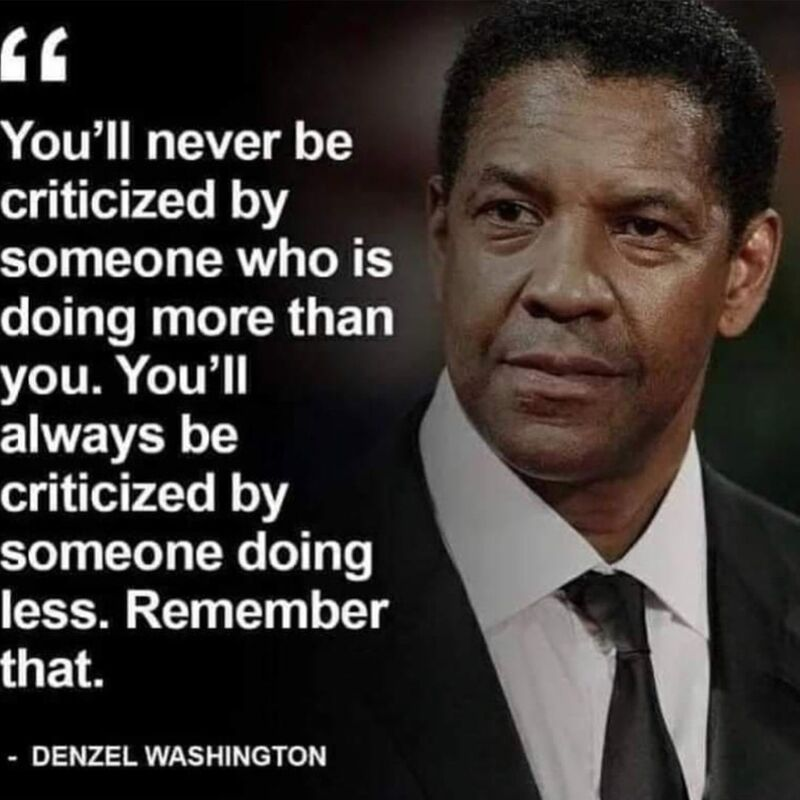 “
You’ll never be
criticized by
someone who is
doing more than
you. You’ll
always be
criticized by
someone doing
less. Remember
that.
- DENZEL WASHINGTON